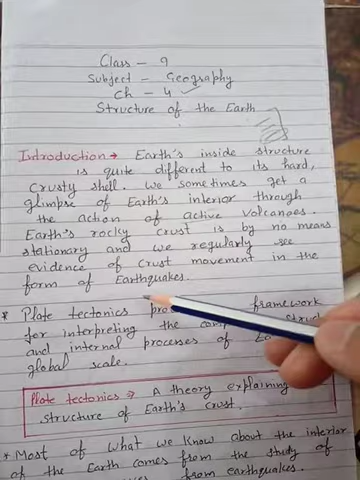 Class - 9
Subject - Geography
Ch - 4
Structure of the Earth
Introduction → Earth's inside structure
is quite different to its hard,
crusty shell. We sometimes get a
glimpse of Earth's interior through
the action of active volcanoes.
Earth's rocky crust is by no means
stationary and we regularly see
evidence of crust movement in the
form of Earthquakes.
* Plate tectonics framework
for interpreting the
and internal processes of
global scale.
Plate tectonics → A theory explaining
structure of Earth's crust.
* Most of what we know about the interior
of the Earth comes from the study of
from earthquakes.